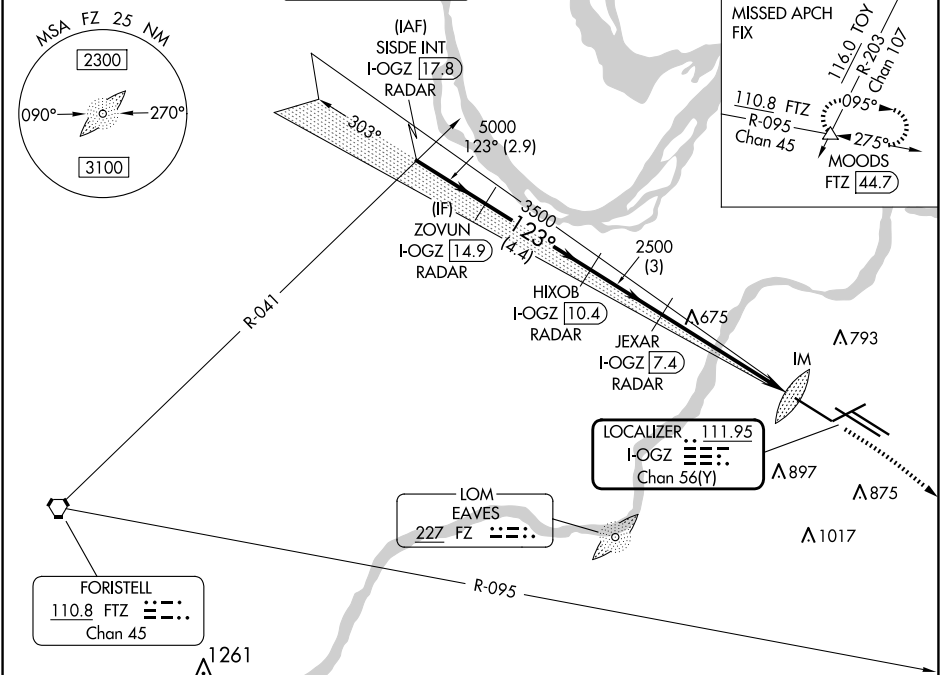 MSA FZ 25 NM
2300
090°
270°
3100
(IAF)
SISDE INT
I-OGZ 17.8
RADAR
303°
5000
123° (2.9)
(IF)
ZOVUN
I-OGZ 14.9
RADAR
3500
123°
(4.4)
2500
(3)
HIXOB
I-OGZ 10.4
RADAR
JEXAR
I-OGZ 7.4
RADAR
675
793
IM
R-041
LOCALIZER 111.95
I-OGZ
Chan 56(Y)
897
875
1017
LOM
EAVES
227 FZ
R-095
FORISTELL
110.8 FTZ
Chan 45
1261
MISSED APCH
FIX
116.0 TOY
R-203
Chan 107
110.8 FTZ
R-095
Chan 45
095°
275°
MOODS
FTZ 44.7